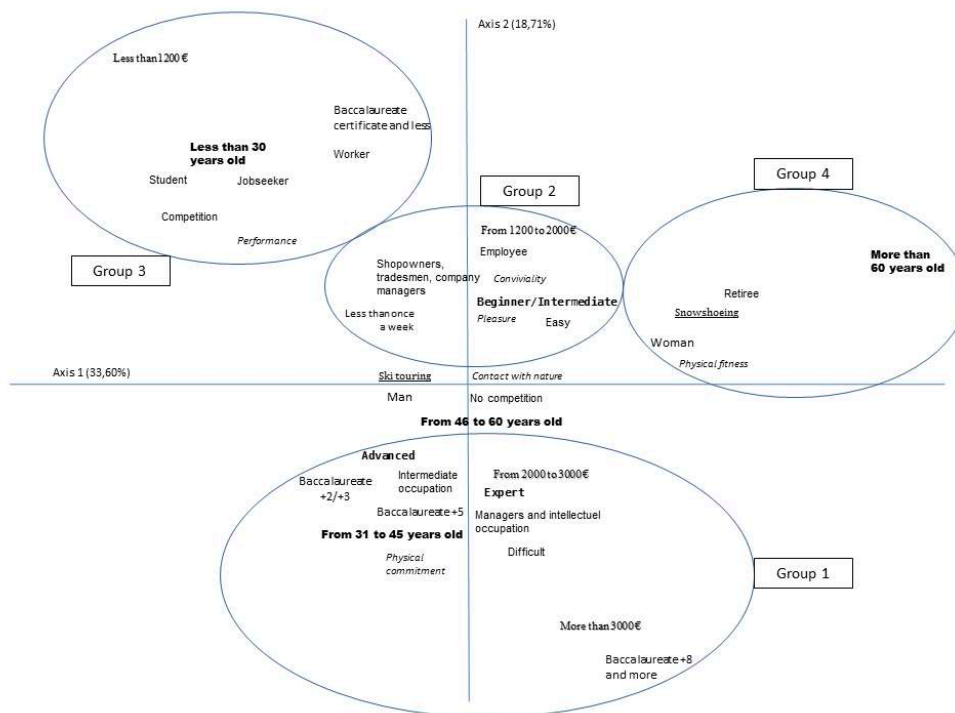 Axis 2 (18,71%)
Less than 1200 €
Baccalaureate
certificate and less
Less than 30
years old
Worker
Student
Jobseeker
Competition
Performance
Group 3
Group 2
From 1200 to 2000€
Employee
Shopowners,
tradesmen, company
managers
Conviviality
Beginner/Intermediate
Less than once
a week
Pleasure
Easy
Group 4
More than
60 years old
Retiree
Snowshoeing
Woman
Physical fitness
Axis 1 (33,60%)
Ski touring
Contact with nature
Man
No competition
From 46 to 60 years old
Advanced
Baccalaureate
+2/+3
Intermediate
occupation
From 2000 to 3000€
Expert
Baccalaureate +5
Managers and intellectuel
occupation
From 31 to 45 years old
Difficult
Physical
commitment
Group 1
More than 3000€
Baccalaureate +8
and more